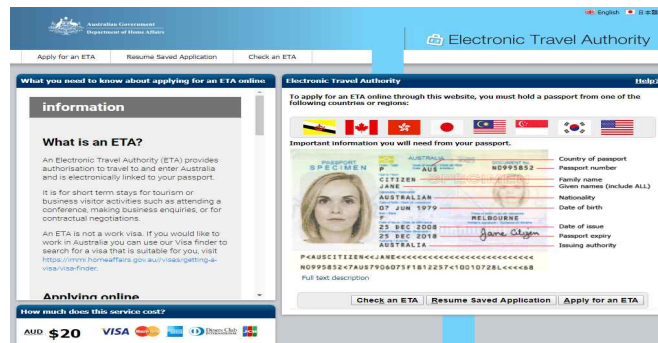 English
Australian Government
Department of Home Affairs
Electronic Travel Authority
Apply for an ETA
Resume Saved Application
Check an ETA
What you need to know about applying for an ETA online
information
What is an ETA?
An Electronic Travel Authority (ETA) provides
authorisation to travel to and enter Australia
and is electronically linked to your passport.
It is for short term stays for tourism or
business visitor activities such as attending a
conference, making business enquiries, or for
contractual negotiations.
An ETA is not a work visa. If you would like to
work in Australia you can use our Visa finder to
search for a visa that is suitable for you, visit
https://immi.homeaffairs.gov.au/visas/getting-a-
visa/visa-finder.
Applying online
How much does this service cost?
AUD $20
VISA
Diners Club
JCB
Electronic Travel Authority
Help?
To apply for an ETA online through this website, you must hold a passport from one of the
following countries or regions:
Important information you will need from your passport.
PASSPORT
SPECIMEN
AUSTRALIA
P
AUS
N0995852
CITIZEN
JANE
AUSTRALIAN
07 JUN 1979
F
MELBOURNE
25 DEC 2008
25 DEC 2018
AUSTRALIA
Jane Citizen
Country of passport
Passport number
Family name
Given names (include ALL)
Nationality
Date of birth
Date of issue
Passport expiry
Issuing authority
P<AUSCITIZEN<<JANE<<<<<<<<<<<<<<<<<<<<<<<<<<
N0995852<7AUS7906075F1812257<10010728L<<<<68
Full text description
Check an ETA
Resume Saved Application
Apply for an ETA